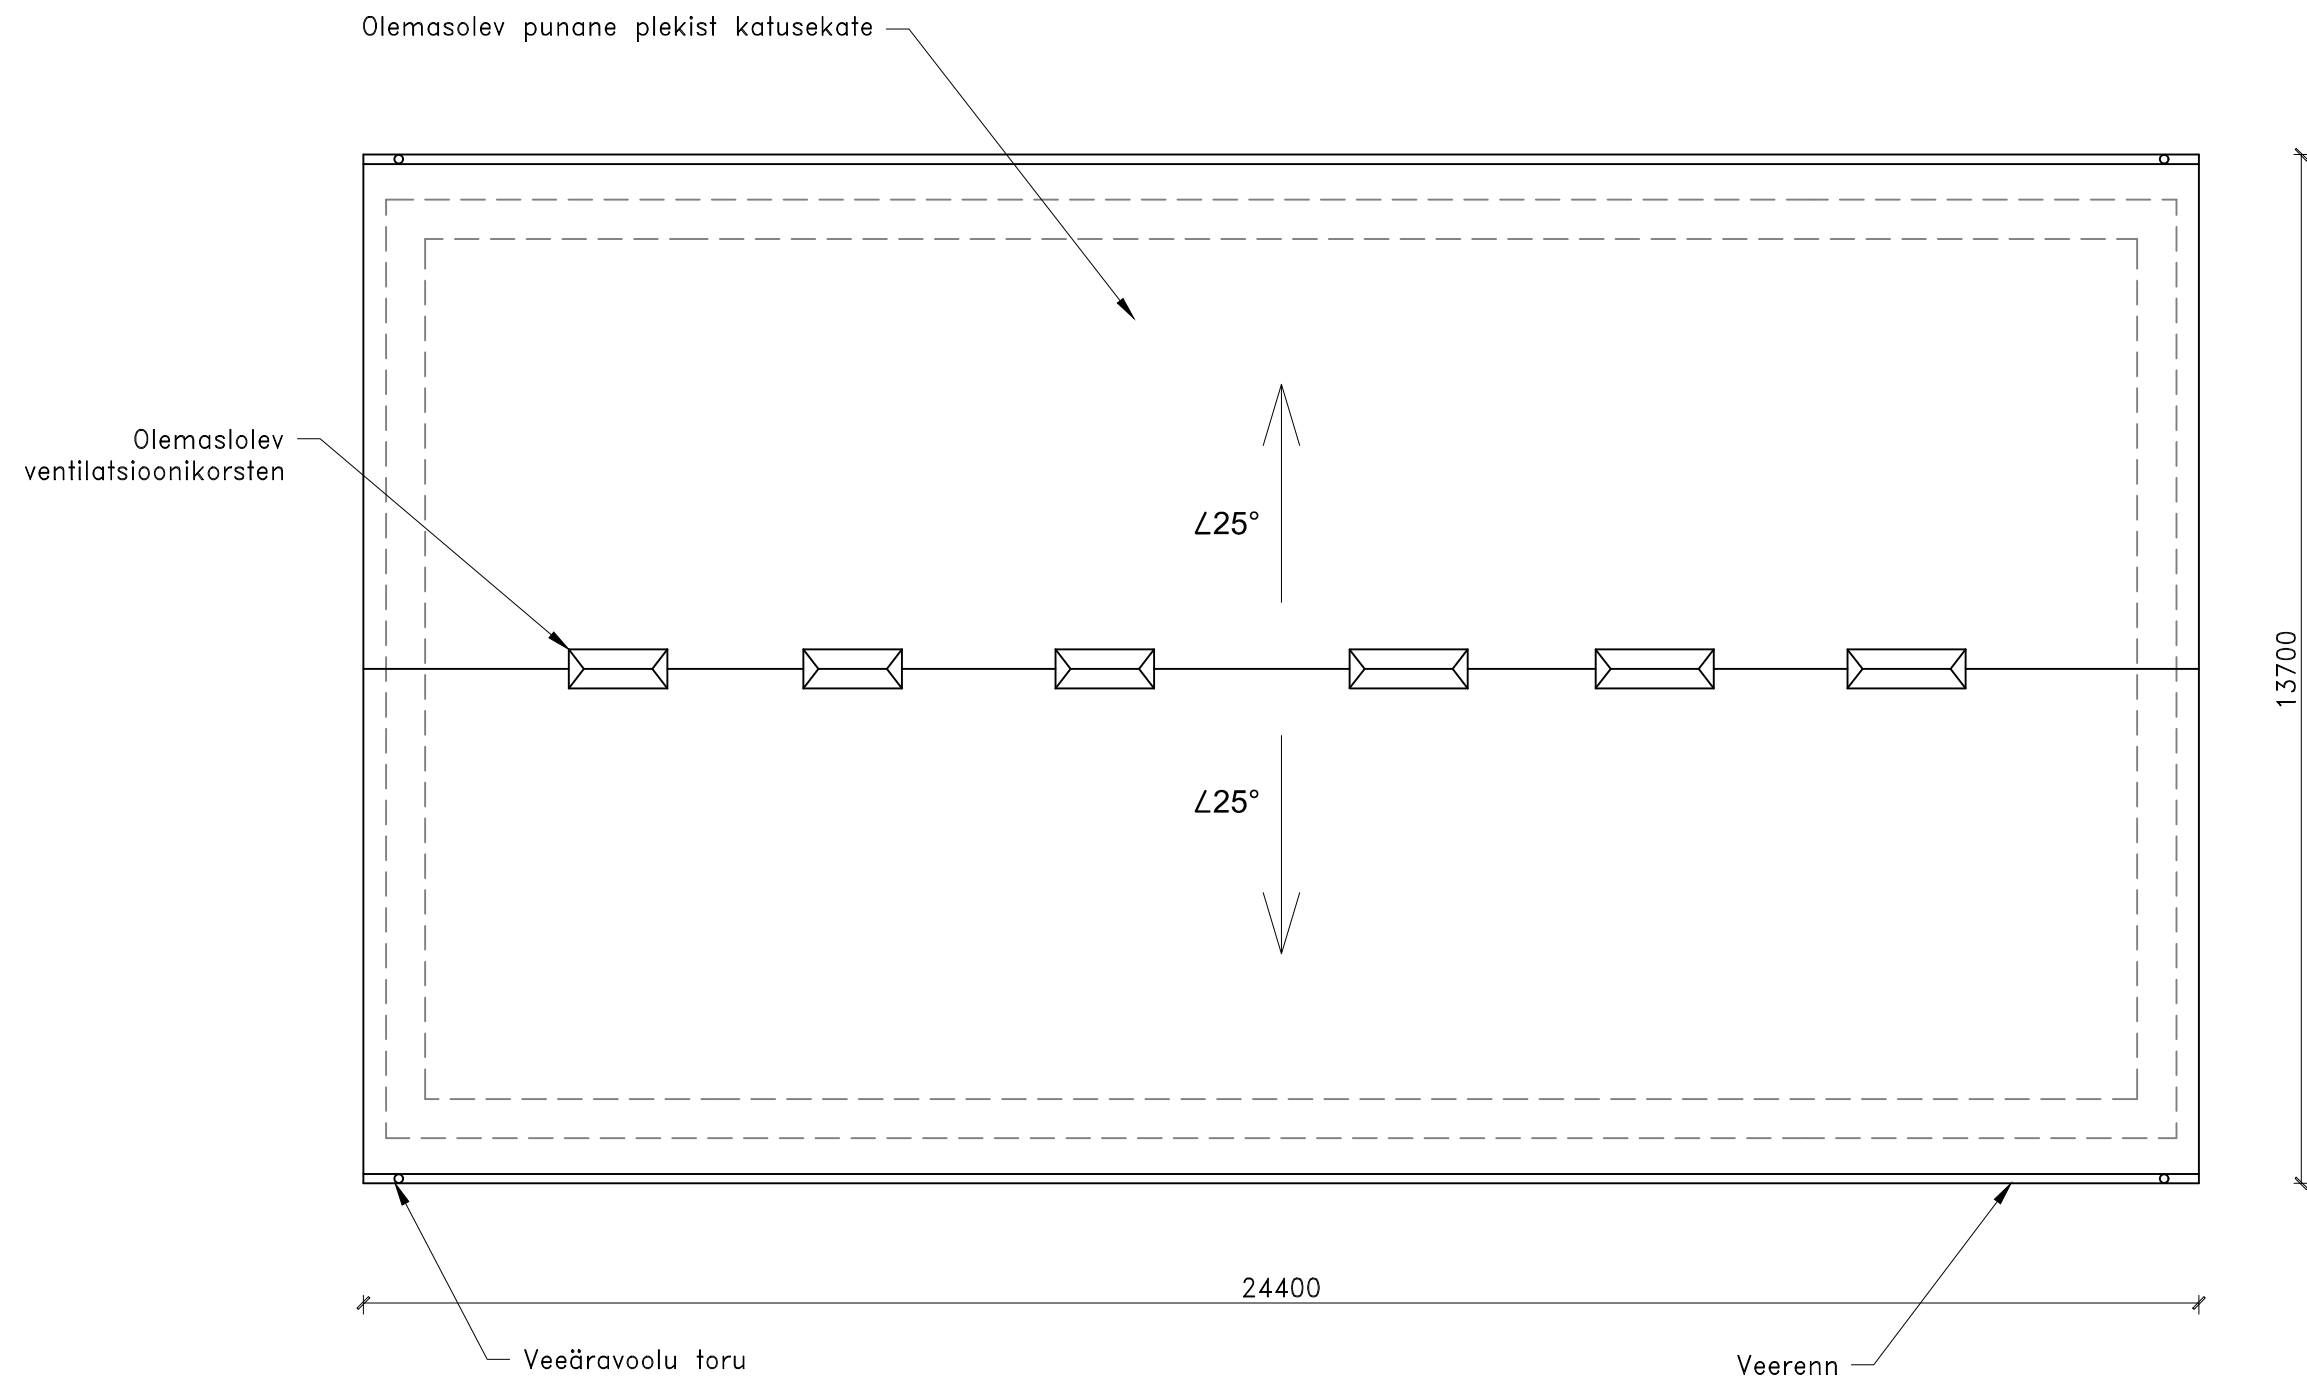 Olemasolev punane plekist katusekate
Olemaslolev
ventilatsioonikorsten
∠25°
13700
∠25°
24400
Veeäravoolu toru
Veerenn